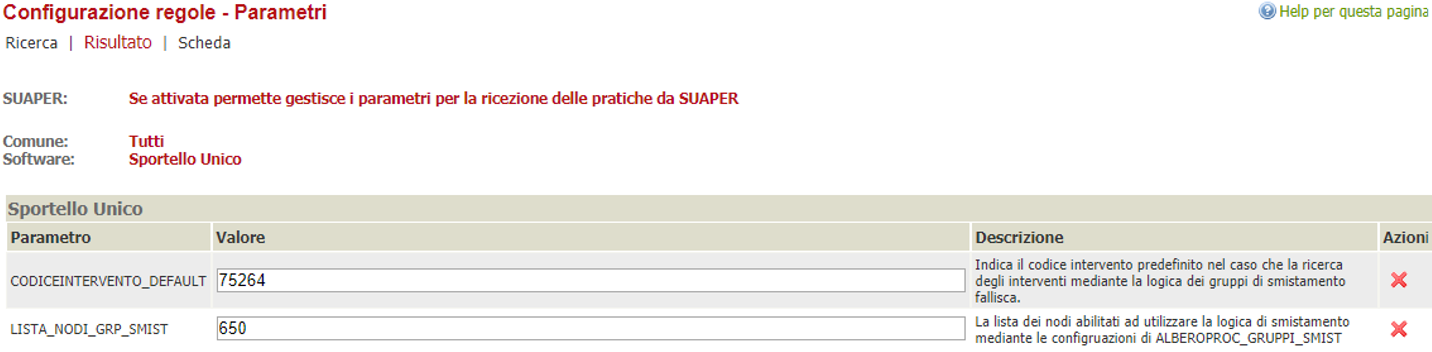 Configurazione regole - Parametri
Help per questa pagina
Ricerca | Risultato | Scheda
SUAPER: Se attivata permette gestisce i parametri per la ricezione delle pratiche da SUAPER
Comune: Tutti
Software: Sportello Unico
Sportello Unico
Parametro Valore Descrizione Azioni
CODICEINTERVENTO_DEFAULT 75264 Indica il codice intervento predefinito nel caso che la ricerca
degli interventi mediante la logica dei gruppi di smistamento
fallisca.
LISTA_NODI_GRP_SMIST 650 La lista dei nodi abilitati ad utilizzare la logica di smistamento
mediante le configruazioni di ALBEROPROC_GRUPPI_SMIST